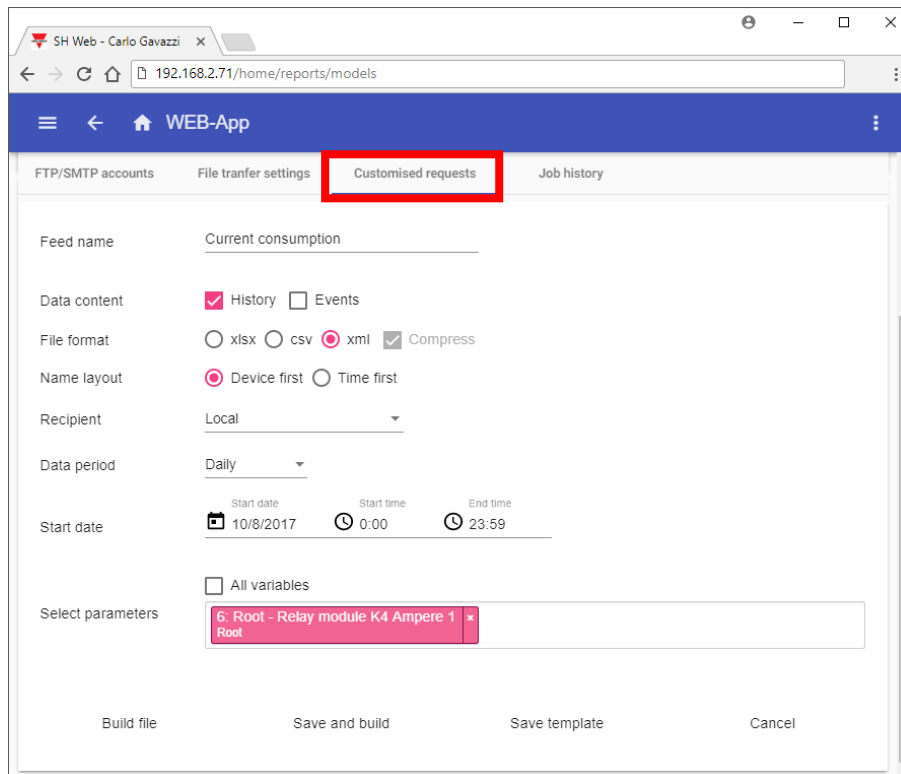 SH Web - Carlo Gavazzi
192.168.2.71/home/reports/models
WEB-App
FTP/SMTP accounts File tranfer settings Customised requests Job history
Feed name Current consumption
Data content History Events
File format xlsx csv xml Compress
Name layout Device first Time first
Recipient Local
Data period Daily
Start date Start time End time
Start date 10/8/2017 0:00 23:59
All variables
Select parameters 6: Root - Relay module K4 Ampere 1 ×
Root
Build file Save and build Save template Cancel